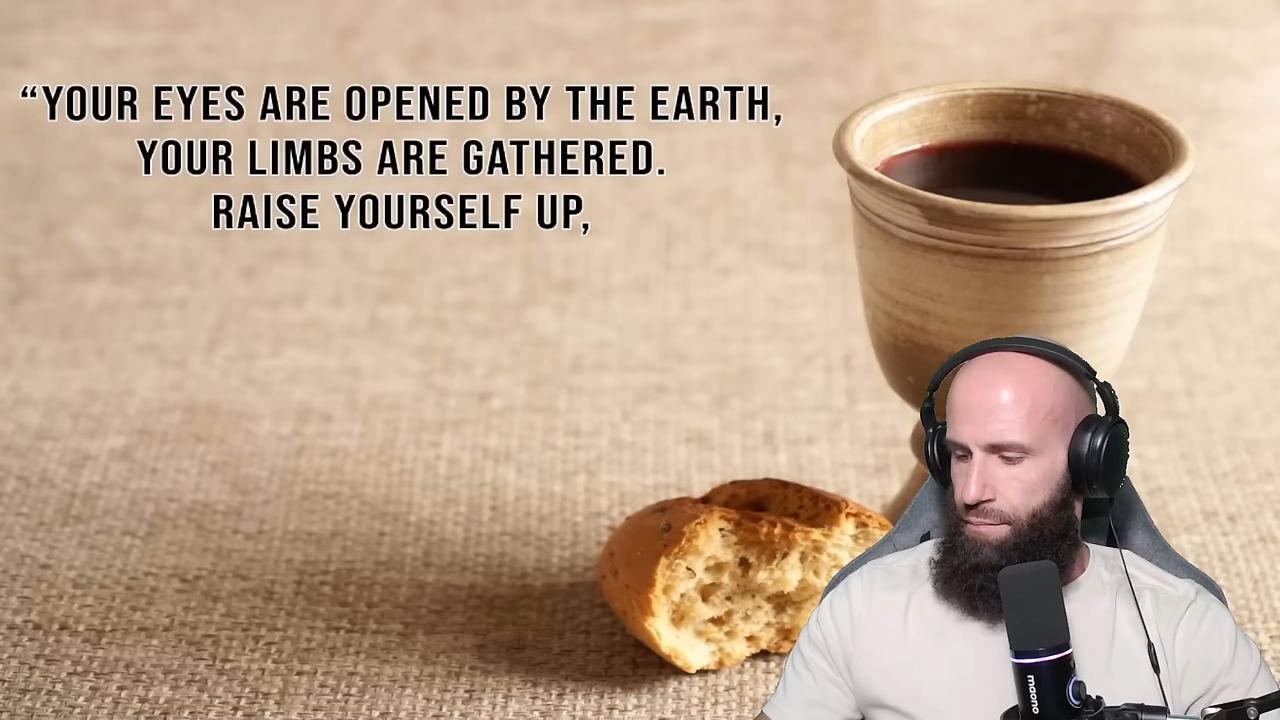 “YOUR EYES ARE OPENED BY THE EARTH,
YOUR LIMBS ARE GATHERED.
RAISE YOURSELF UP,
maono